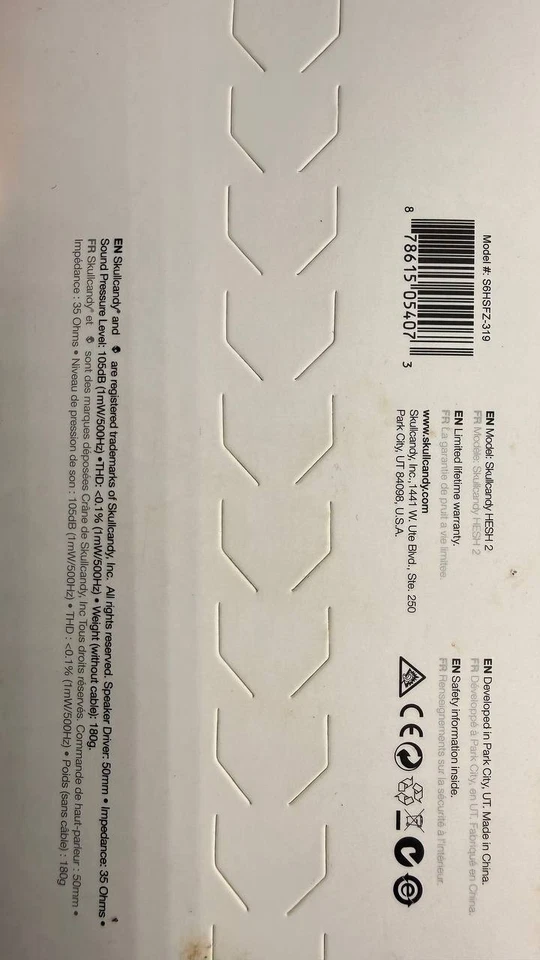 Model #: S6HSFZ-319
8 78615 05407 3
EN Model: Skullcandy HESH 2
FR Modèle: Skullcandy HESH 2
EN Limited lifetime warranty.
FR La garantie de pruit a vie limitee.
www.skullcandy.com
Skullcandy, Inc.,1441 W. Ute Blvd., Ste. 250
Park City, UT 84098, U.S.A.
EN Developed in Park City, UT. Made in China.
FR Développé à Park City, en UT. Fabriqué en China.
EN Safety information inside.
FR Renseignements sur la sécurité à l'intérieur.
CE
EN Skullcandy® and are registered trademarks of Skullcandy, Inc. All rights reserved. Speaker Driver: 50mm • Impedance: 35 Ohms •
Sound Pressure Level: 105dB (1mW/500Hz) •THD: <0.1% (1mW/500Hz) • Weight (without cable): 180g.
FR Skullcandy® et sont des marques déposées Crâne de Skullcandy, Inc Tous droits réservés. Commande de haut-parleur : 50mm •
Impédance : 35 Ohms • Niveau de pression de son : 105dB (1mW/500Hz) • THD : <0.1% (1mW/500Hz) • Poids (sans câble) : 180g